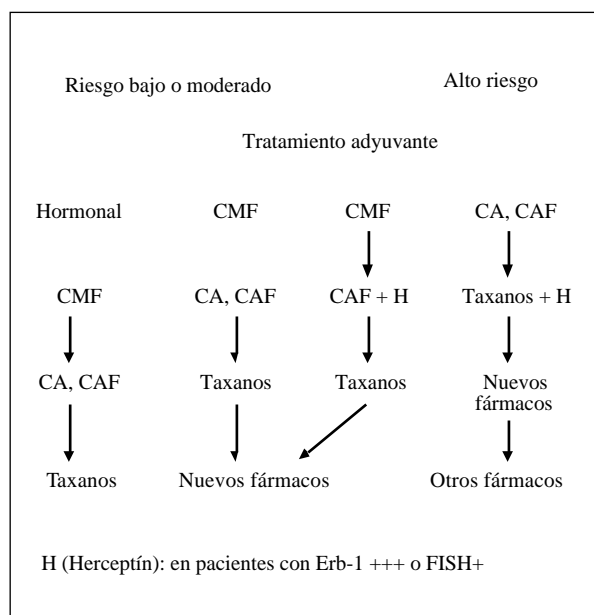 Riesgo bajo o moderado
Alto riesgo
Tratamiento adyuvante
Hormonal CMF CMF CA, CAF
CMF CA, CAF CAF + H Taxanos + H
CA, CAF Taxanos Taxanos Nuevos
fármacos
Taxanos Nuevos fármacos Otros fármacos
H (Herceptín): en pacientes con Erb-1 +++ o FISH+